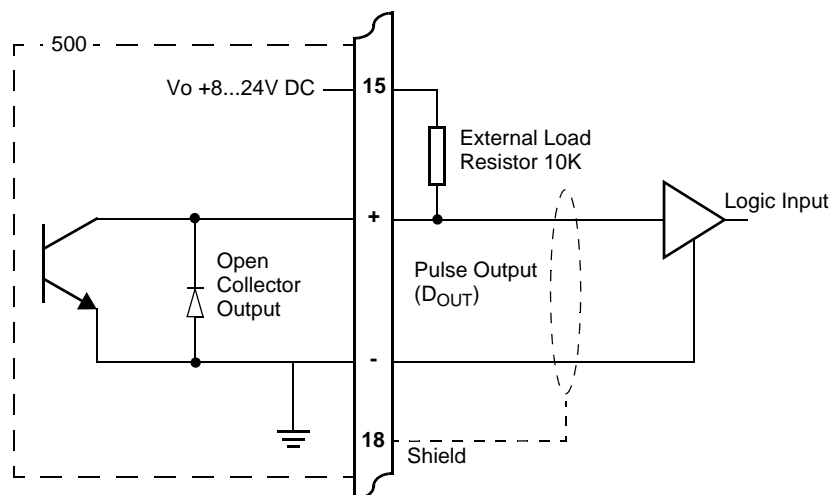 500
Vo +8...24V DC
15
External Load
Resistor 10K
+
Logic Input
Open
Collector
Output
Pulse Output
(DOUT)
-
18
Shield